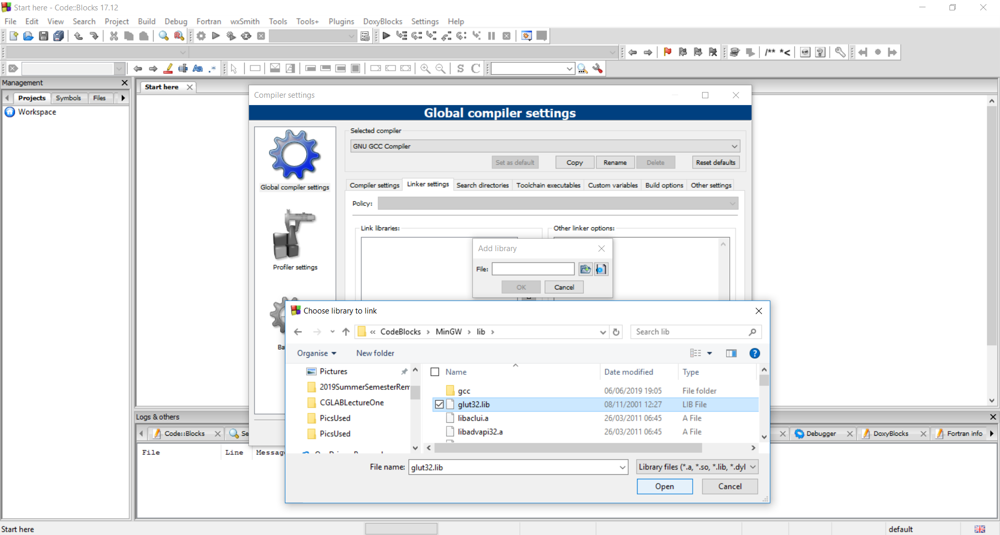 Start here - Code::Blocks 17.12
File Edit View Search Project Build Debug Fortran wxSmith Tools Tools+ Plugins DoxyBlocks Settings Help
/** *<
Aa .*
S C
Management
Projects Symbols Files
Workspace
Start here
Compiler settings
Global compiler settings
Global compiler settings
Profiler settings
Ba
Selected compiler
GNU GCC Compiler
Set as default Copy Rename Delete Reset defaults
Compiler settings Linker settings Search directories Toolchain executables Custom variables Build options Other settings
Policy:
Link libraries: Other linker options:
Add library
File:
OK Cancel
Choose library to link
« CodeBlocks > MinGW > lib >
Search lib
Organise New folder
Pictures
2019SummerSemesterRem
CGLABLectureOne
PicsUsed
PicsUsed
Name Date modified Type
gcc 06/06/2019 19:05 File folder
glut32.lib 08/11/2001 12:27 LIB File
libaclui.a 26/03/2011 06:45 A File
libadvapi32.a 26/03/2011 06:45 A File
File name: glut32.lib Library files (*.a, *.so, *.lib, *.dyl
Open Cancel
Logs & others
Code::Blocks Se Debugger DoxyBlocks Fortran info
File Line Messag
Start here default